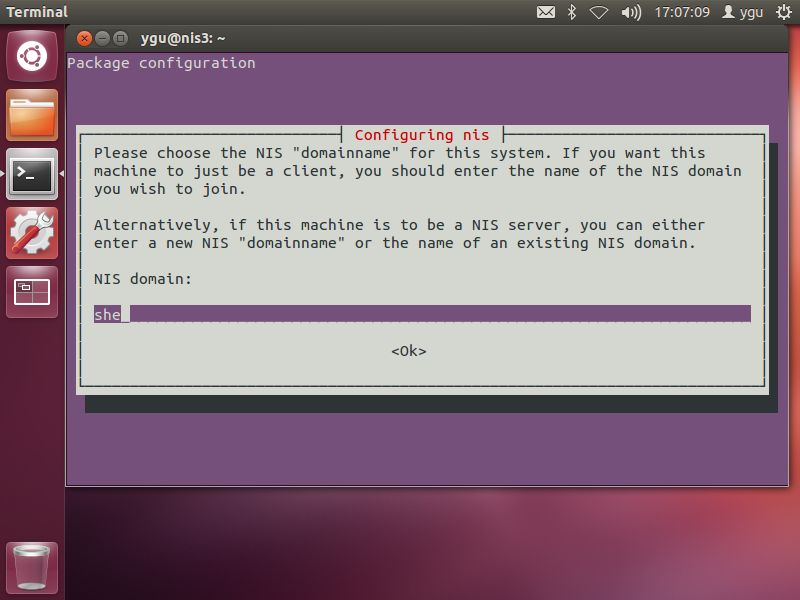 Terminal
17:07:09
ygu
ygu@nis3: ~
Package configuration
Configuring nis
Please choose the NIS "domainname" for this system. If you want this
machine to just be a client, you should enter the name of the NIS domain
you wish to join.
Alternatively, if this machine is to be a NIS server, you can either
enter a new NIS "domainname" or the name of an existing NIS domain.
NIS domain:
she
<Ok>